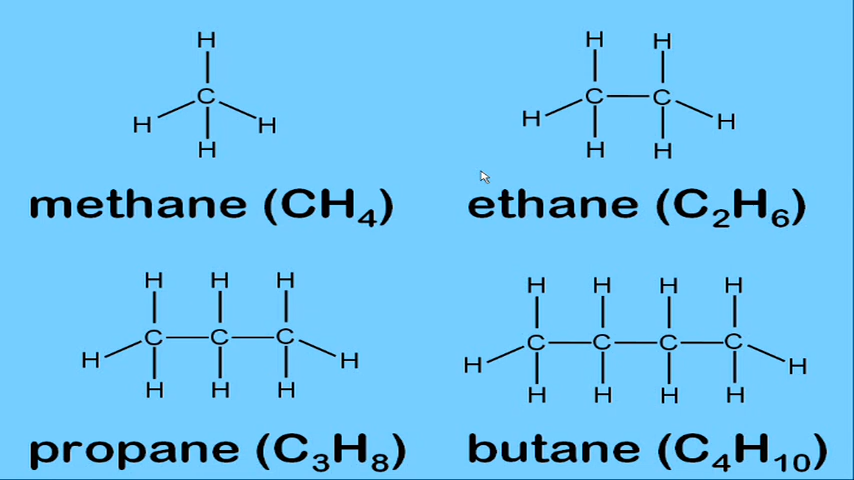 H
C
H H
H
methane (CH₄)
H H
C C
H H
H H
ethane (C₂H₆)
H H H
C C C
H H
H H H
propane (C₃H₈)
H H H H
C C C C
H H
H H H H
butane (C₄H₁₀)